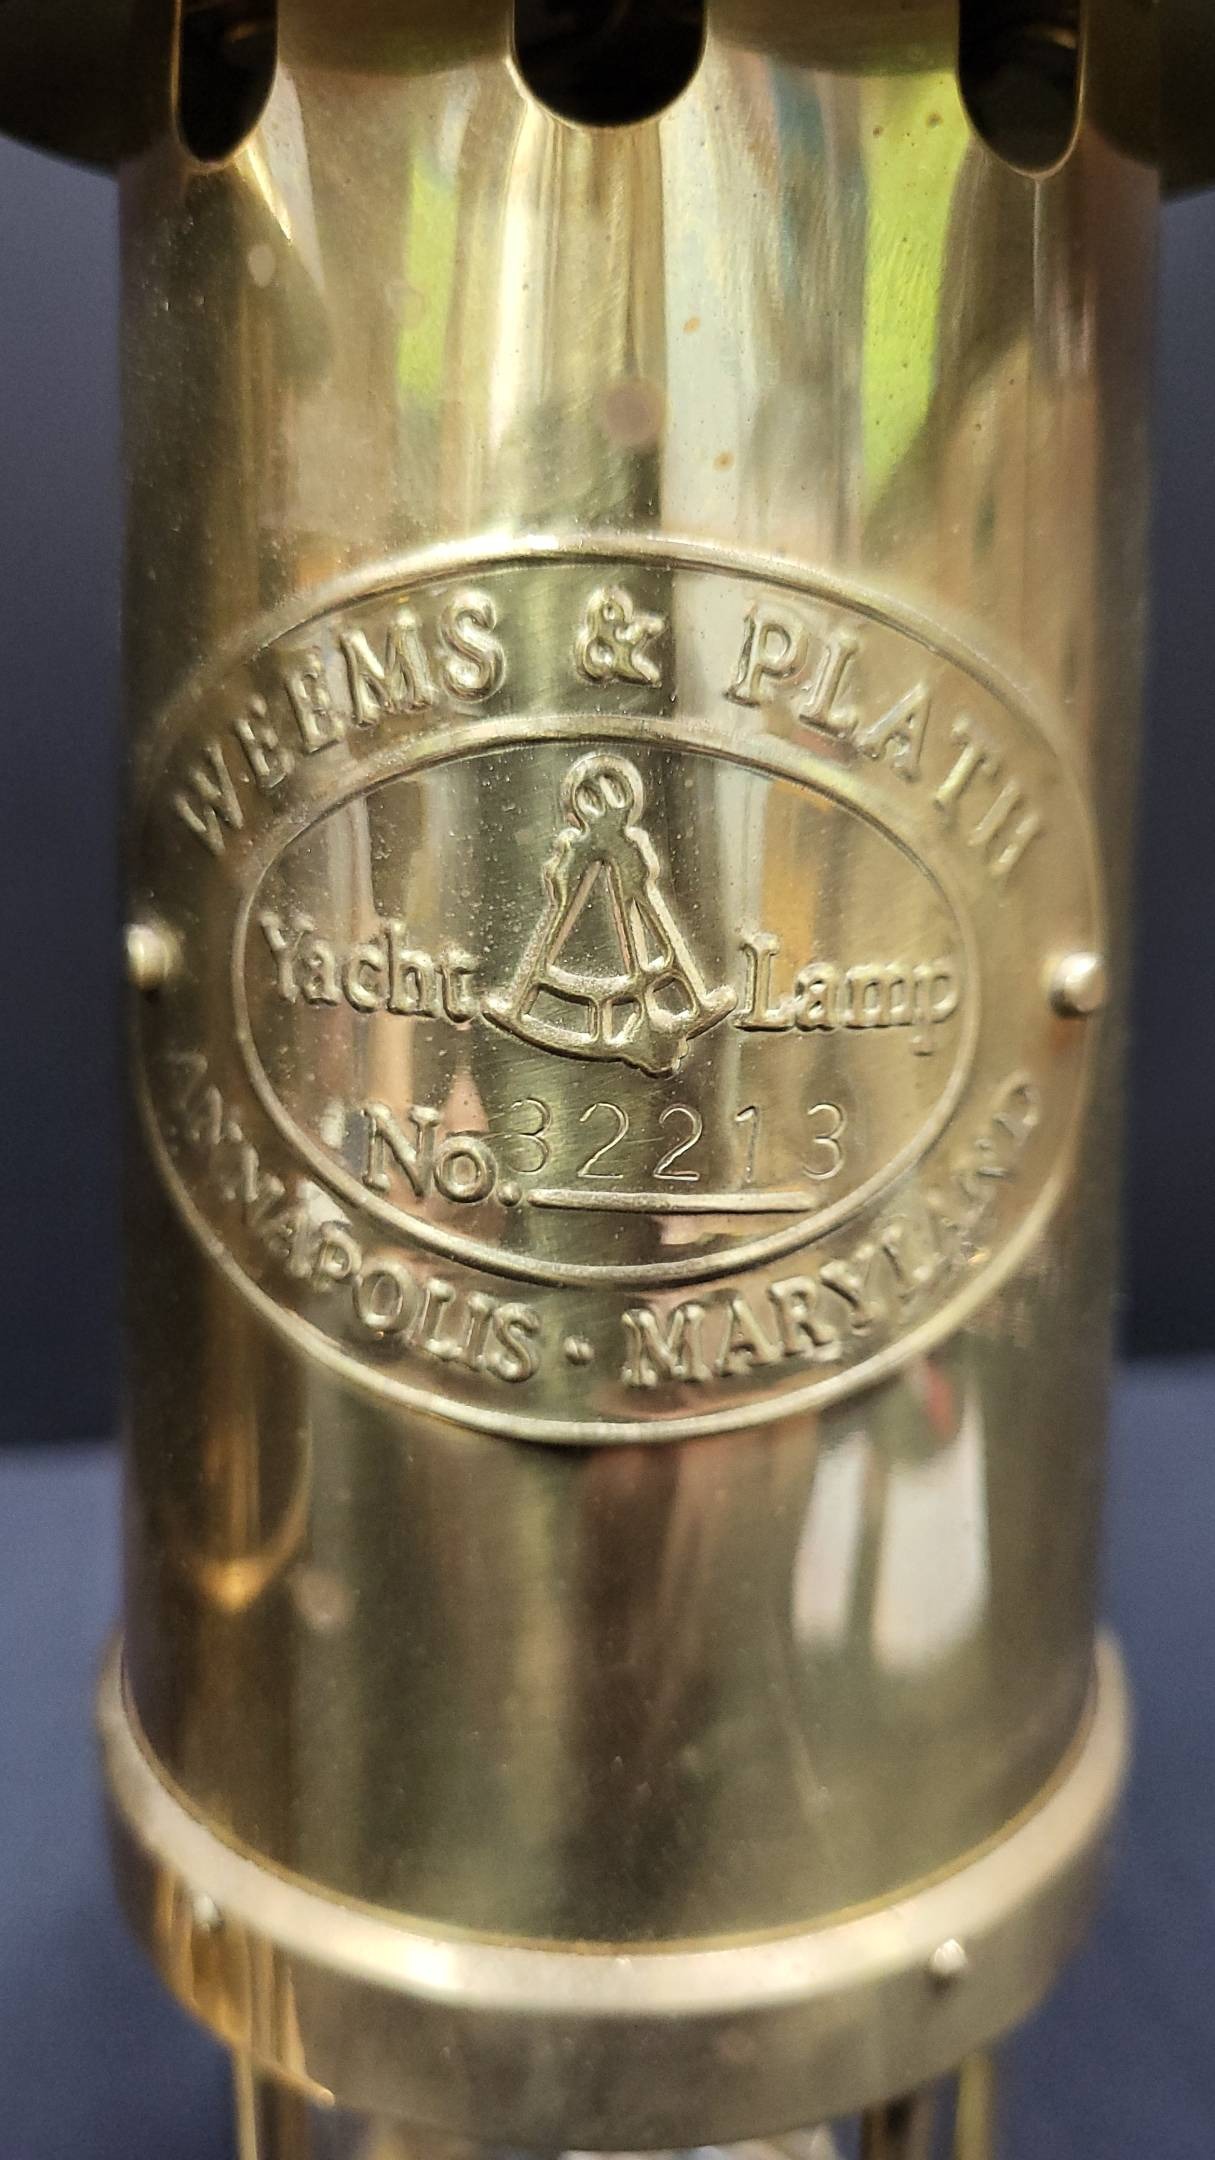 WEEMS & PLATH
Yacht Lamp
No. 32213
ANNAPOLIS · MARYLAND